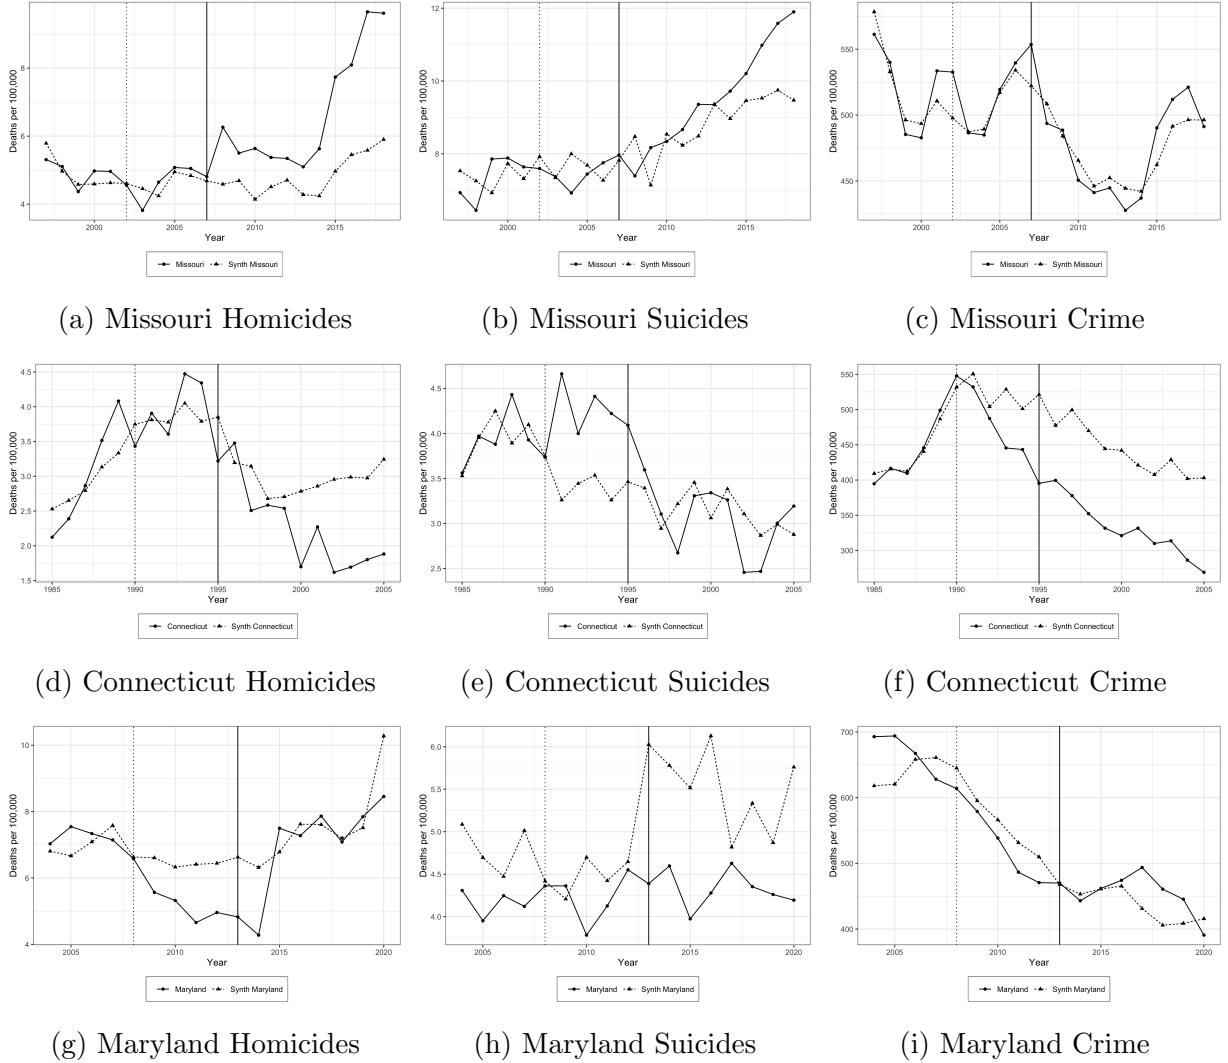 Deaths per 100,000
8
6
4
2000
2005
2010
2015
Year
Missouri
Synth Missouri
(a) Missouri Homicides
Deaths per 100,000
12
10
8
2000
2005
2010
2015
Year
Missouri
Synth Missouri
(b) Missouri Suicides
Deaths per 100,000
550
500
450
2000
2005
2010
2015
Year
Missouri
Synth Missouri
(c) Missouri Crime
Deaths per 100,000
4.5
4.0
3.5
3.0
2.5
2.0
1.5
1985
1990
1995
2000
2005
Year
Connecticut
Synth Connecticut
(d) Connecticut Homicides
Deaths per 100,000
4.5
4.0
3.5
3.0
2.5
1985
1990
1995
2000
2005
Year
Connecticut
Synth Connecticut
(e) Connecticut Suicides
Deaths per 100,000
550
500
450
400
350
300
1985
1990
1995
2000
2005
Year
Connecticut
Synth Connecticut
(f) Connecticut Crime
Deaths per 100,000
10
8
6
4
2005
2010
2015
2020
Year
Maryland
Synth Maryland
(g) Maryland Homicides
Deaths per 100,000
6.0
5.5
5.0
4.5
4.0
2005
2010
2015
2020
Year
Maryland
Synth Maryland
(h) Maryland Suicides
Deaths per 100,000
700
600
500
400
2005
2010
2015
2020
Year
Maryland
Synth Maryland
(i) Maryland Crime